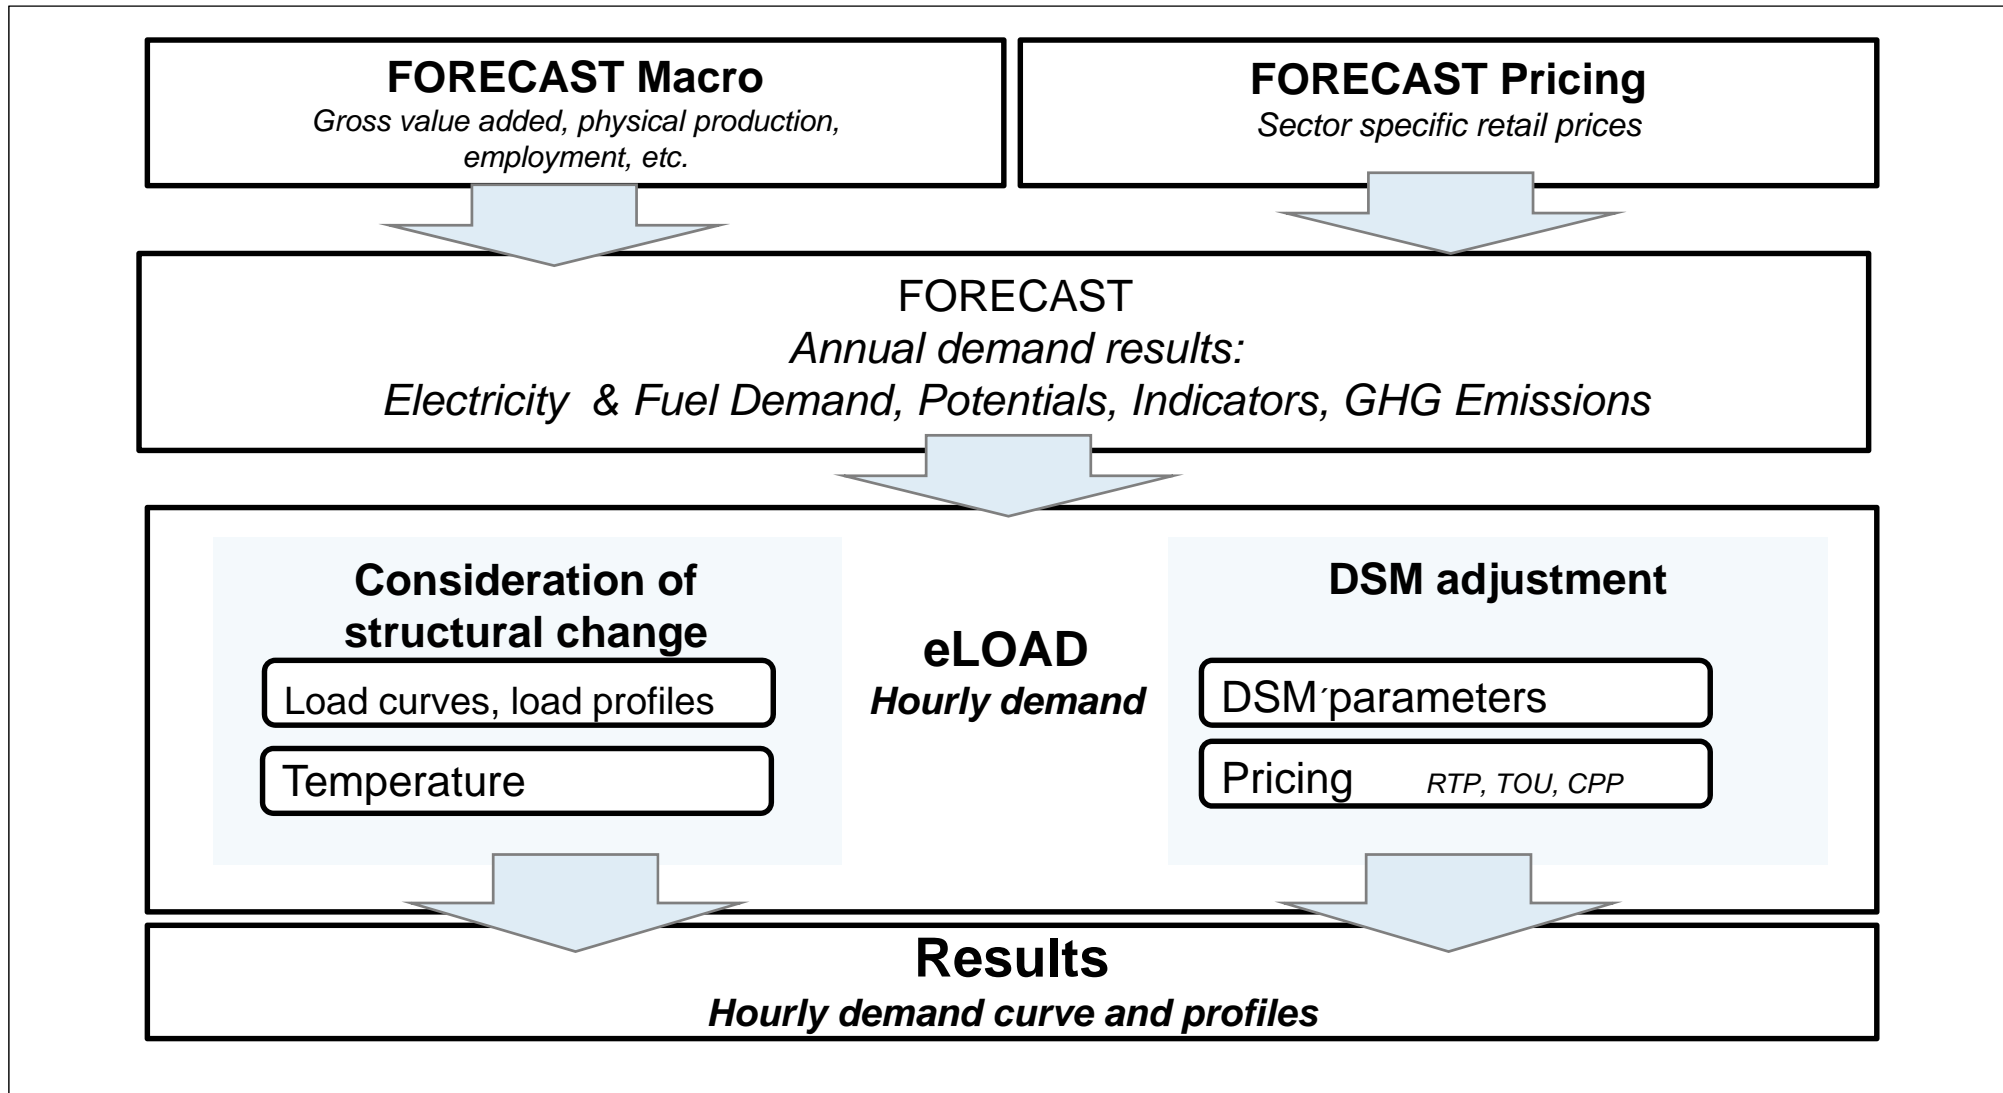 FORECAST Macro
Gross value added, physical production,
employment, etc.
FORECAST Pricing
Sector specific retail prices
FORECAST
Annual demand results:
Electricity & Fuel Demand, Potentials, Indicators, GHG Emissions
Consideration of
structural change
Load curves, load profiles
Temperature
eLOAD
Hourly demand
DSM adjustment
DSM´parameters
Pricing RTP, TOU, CPP
Results
Hourly demand curve and profiles